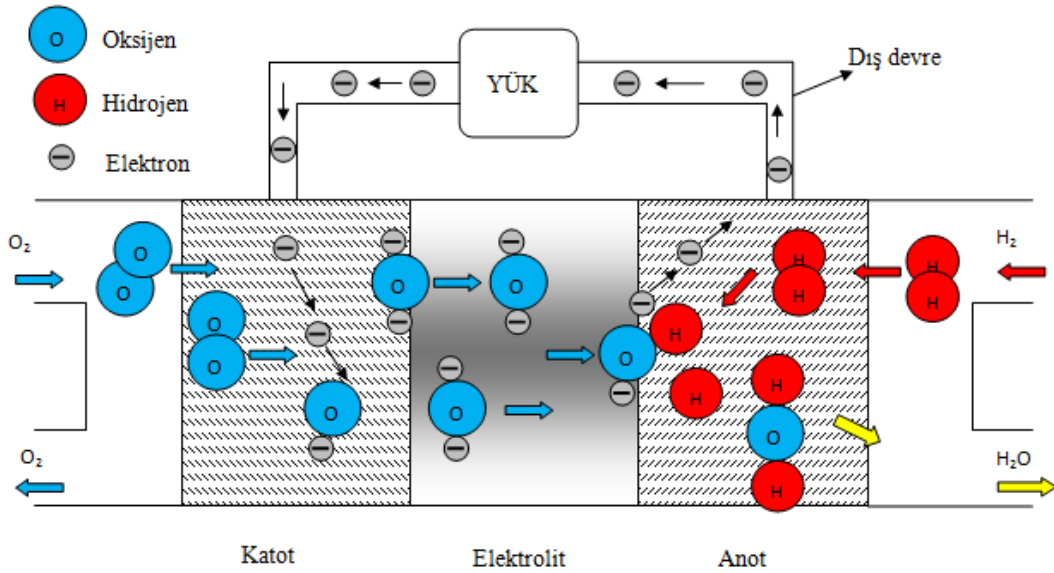 O Oksijen
H Hidrojen
Elektron
YÜK
Dış devre
O₂
H₂
O
O
O
O
O
O
O
O
O
H
H
H
H
H
H
H
O
H
O₂
H₂O
Katot
Elektrolit
Anot